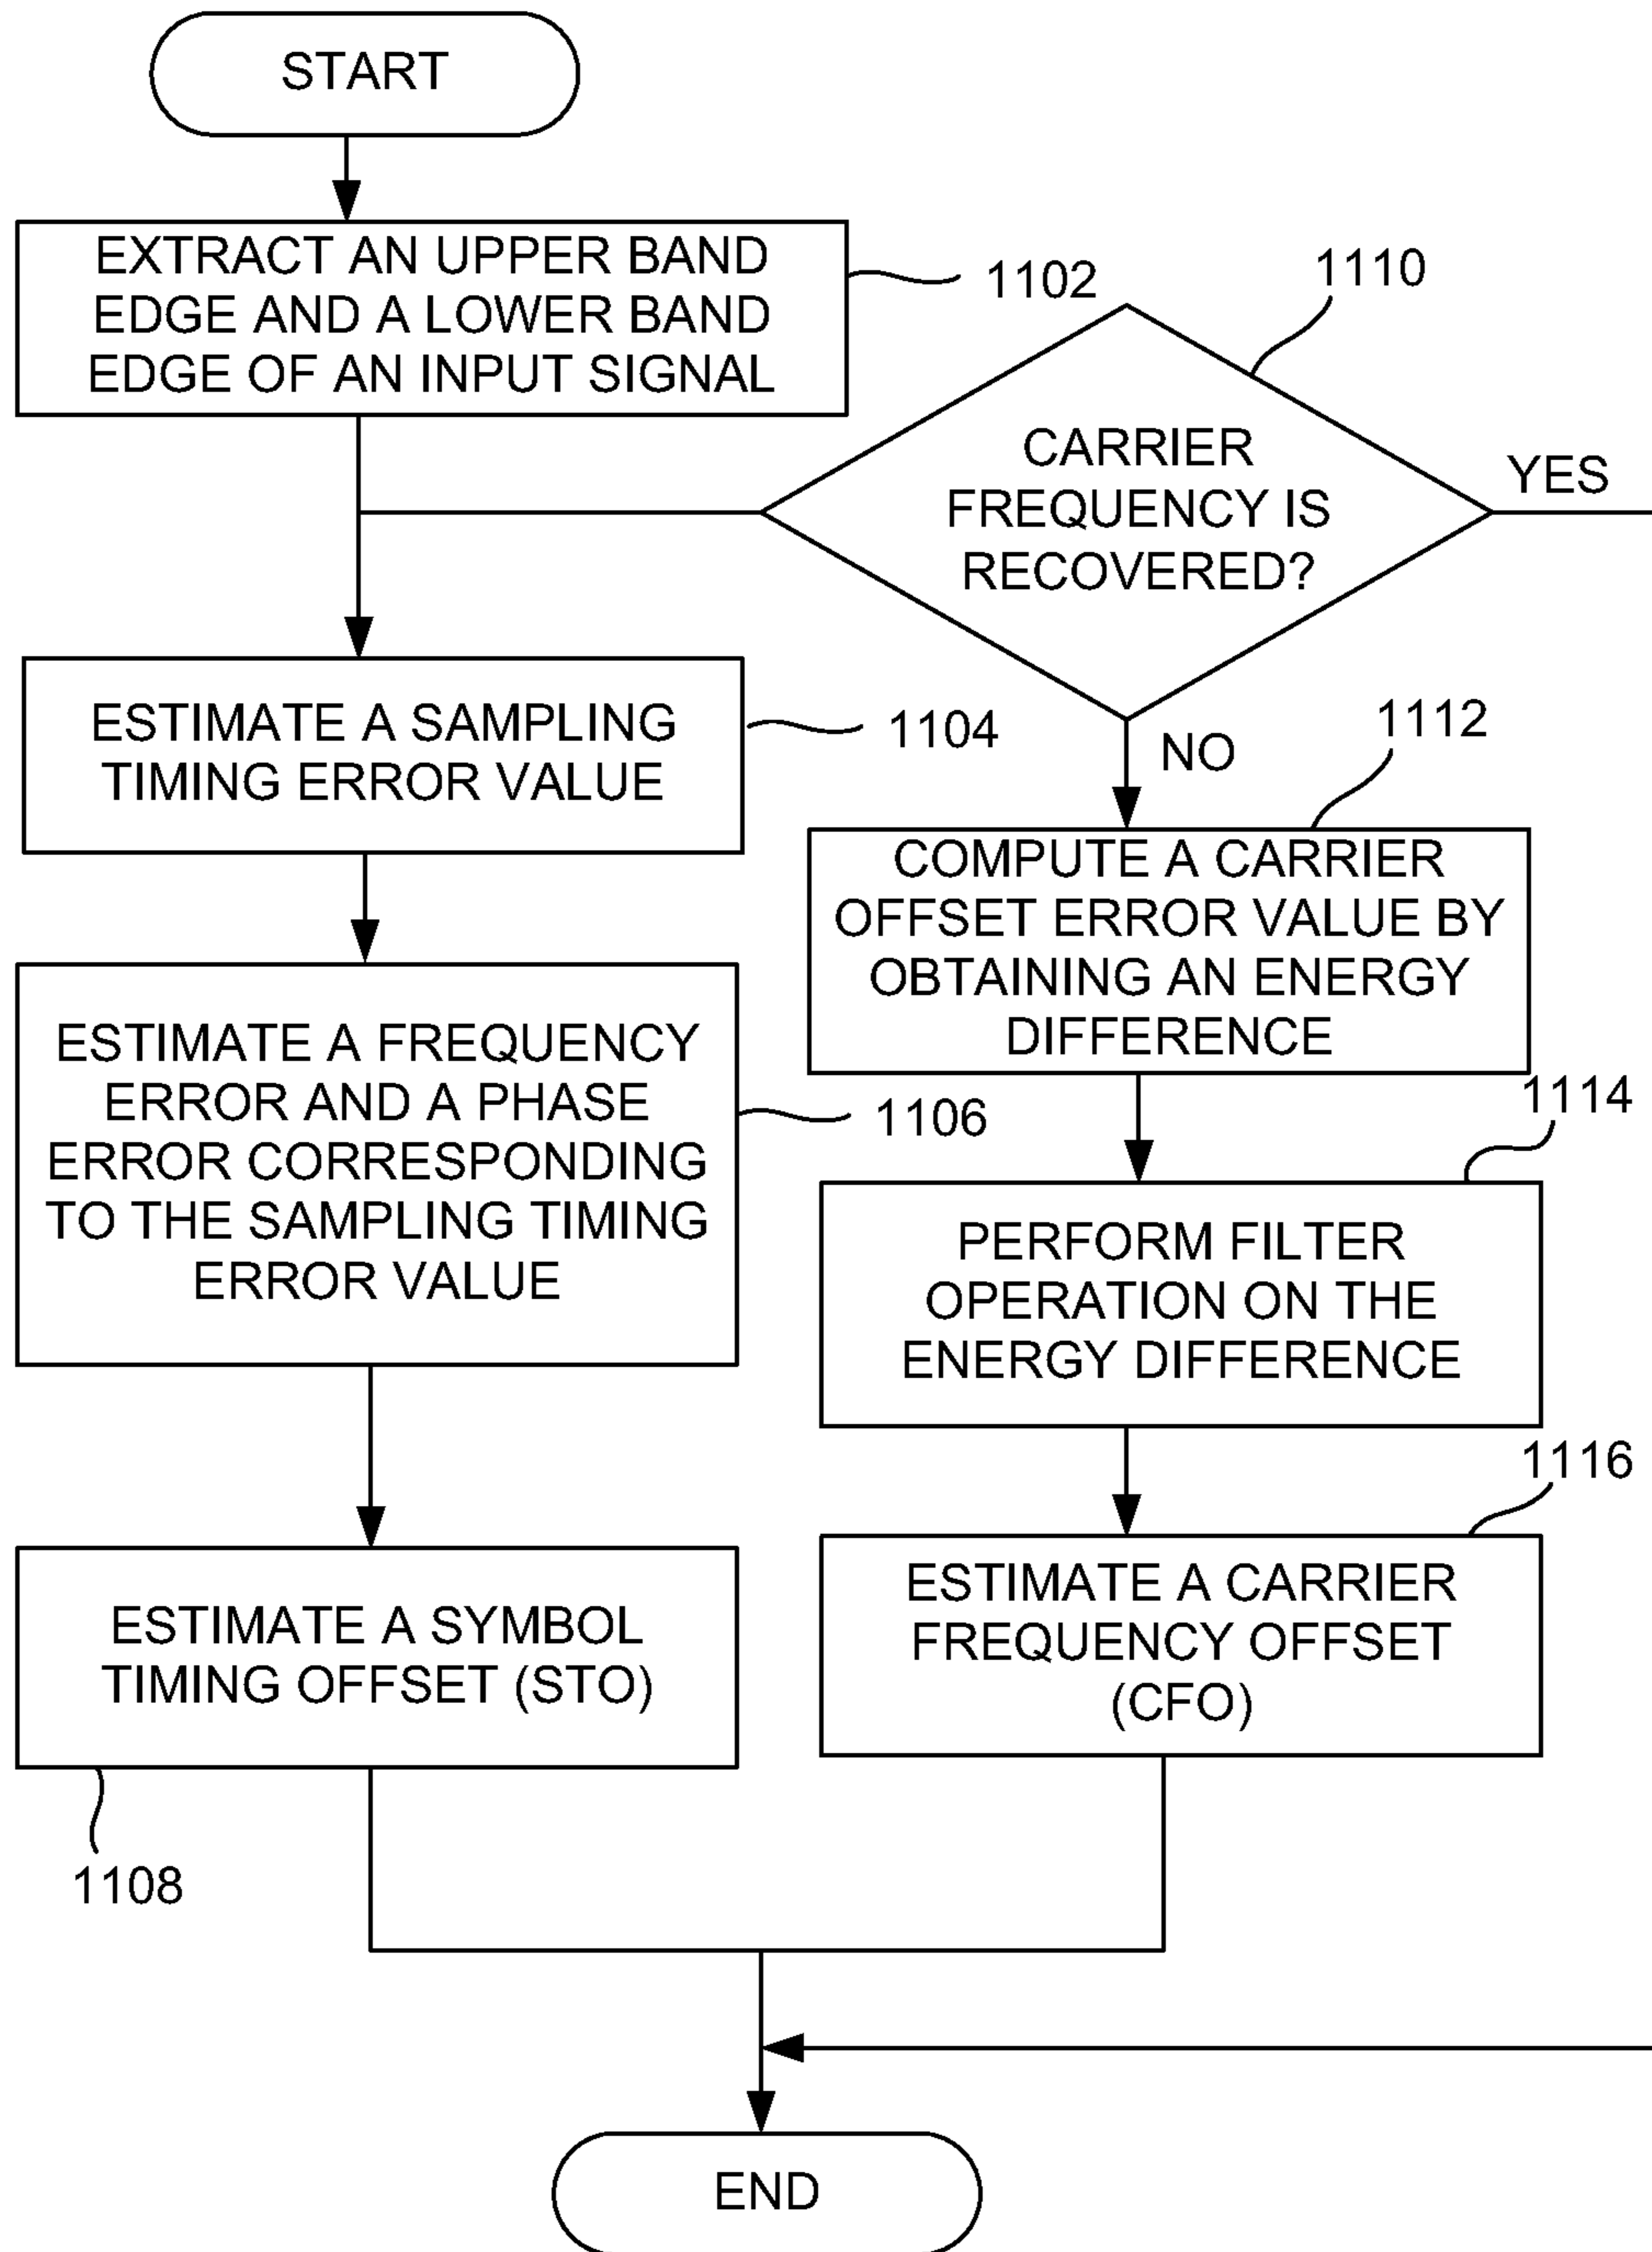 START
EXTRACT AN UPPER BAND
EDGE AND A LOWER BAND
EDGE OF AN INPUT SIGNAL
1102
1110
CARRIER
FREQUENCY IS
RECOVERED?
YES
NO
ESTIMATE A SAMPLING
TIMING ERROR VALUE
1104
1112
COMPUTE A CARRIER
OFFSET ERROR VALUE BY
OBTAINING AN ENERGY
DIFFERENCE
ESTIMATE A FREQUENCY
ERROR AND A PHASE
ERROR CORRESPONDING
TO THE SAMPLING TIMING
ERROR VALUE
1106
1114
PERFORM FILTER
OPERATION ON THE
ENERGY DIFFERENCE
1116
ESTIMATE A SYMBOL
TIMING OFFSET (STO)
1108
ESTIMATE A CARRIER
FREQUENCY OFFSET
(CFO)
END